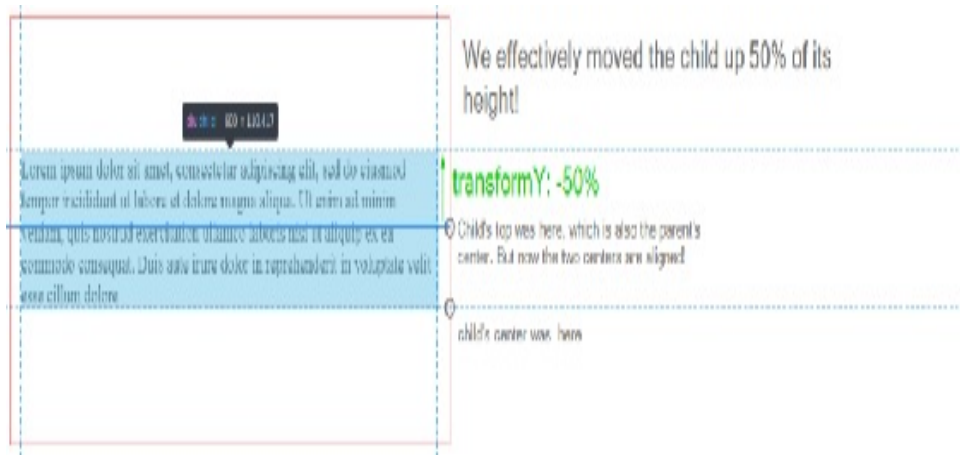 We effectively moved the child up 50% of its
height!
Lorem ipsum dolor sit amet, consectetur adipiscing elit, sed do eiusmod
tempor incididunt ut labore et dolore magna aliqua. Ut enim ad minim
veniam, quis nostrud exercitation ullamco laboris nisi ut aliquip ex ea
commodo consequat. Duis aute irure dolor in reprehenderit in voluptate velit
esse cillum dolore
transformY: -50%
Child's top was here, which is also the parent's
center. But now the two centers are aligned!
child's center was here